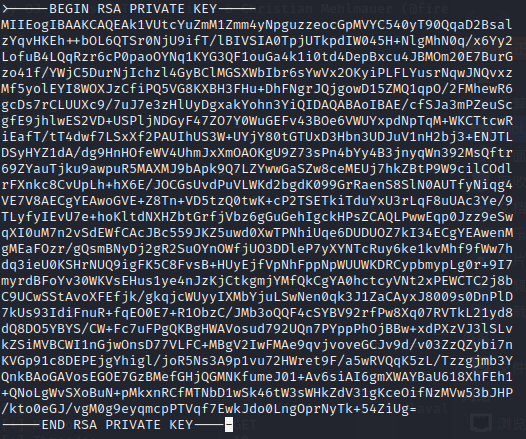 >----BEGIN RSA PRIVATE KEY-----
MIIEogIBAAKCAQEAk1VUtcYuZmM1Zmm4yNpguzzeocGpMVYC540yT90QqaD2Bsal
zYqvHKEh++bOL6QTSr0NjU9ifT/lBIVSIA0TpjUTkpdIW045H+NlgMhN0q/x6Yy2
LofuB4LQqRzr6cP0paoOYNq1KYG3QF1ouGa4k1i0td4DepBxcu4JBMOm20E7BurG
zo41f/YWjC5DurNjIchzl4GyBClMGSXWbIbr6sYwVx2OKyiPLFLYusrNqwJNQvxz
Mf5yolEYI8WOXJzCfiPQ5VG8KXBH3FHu+DhFNgrJQjgowD15ZMQ1qpO/2FMhewR6
gcDs7rCLUUXc9/7uJ7e3zHlUyDgxakYohn3YiQIDAQABAoIBAE/cfSJa3mPZeuSc
gfE9jhlwES2VD+USPljNDGyF47ZO7Y0WuGEFv43BOe6VWUYxpdNpTqM+WKCTtcwR
iEafT/tT4dwf7LSxXf2PAUIhUS3W+UYjY80tGTUxD3Hbn3UDJuV1nH2bj3+ENJTL
DSyHYZ1dA/dg9HnHOfeWV4UhmJxXmOAOKgU9Z73sPn4bYy4B3jnyqWn392MsQftr
69ZYauTjku9awpuR5MAXMJ9bApk9Q7LZYwwGaSZw8ceMEUj7hkZBtP9W9cilCOdl
rFXnkc8CvUpLh+hX6E/JOCGsUvdPuVLWKd2bgdK099GrRaenS8SlN0AUTfyNiqg4
VE7V8AECgYEAwoGVE+Z8Tn+VD5tzQ0twK+cP2TSETkiTduYxU3rLqF8uUAc3Ye/9
TLyfyIEvU7e+hoKltdNXHZbtGrfjVbz6gGuGehIgckHPsZCAQLPwwEqp0Jzz9eSw
qXI0uM7n2vSdEWfCAcJBc559JKZ5uwd0XwTPNhiUqe6DUDUOZ7kI34ECgYEAwenM
gMEaFOzr/gQsmBNyDj2gR2SuOYnOWfjUO3DDleP7yXYNTcRuy6ke1kvMhf9fWw7h
dq3ieU0KSHrNUQ9igFK5C8FvsB+HUyEjfVpNhFppNpWUUWKDRCypbmypLg0r+9I7
myrdBFoYv30WKVsEHus1ye4nJzKjCtkgmjYMfQkCgYA0hctcyVNt2xPEWCTC2j8b
C9UCwSStAvoXFEfjk/gkqjcWUyyIXMbYjuLSwNen0qk3J1ZaCAyxJ8009s0DnPlD
7kUs93IdiFnuR+fqEO0E7+R1ObzC/JMb3oQQF4cSYBV92rfPw8Xq07RVTkL21yd8
dQ8DO5YBYS/CW+Fc7uFPgQKBgHWAVosud792UQn7PYppPhOjBBw+xdPXzVJ3lSLv
kZSiMVBCWI1nGjwOnsD77VLFC+MBgV2IwFMAe9qvjvoveGCJv9d/v03ZzQZybi7n
KVGp91c8DEPEjgYhigl/joR5Ns3A9p1vu72HWret9F/a5wRVQqK5zL/Tzzgjmb3Y
QnkBAoGAVosEGOE7GzBMefGHjQGMNKfumeJ01+Av6siAI6gmXWAYBaU618XhFEh1
+QNoLgWvSXoBuN+pMkxnRCfMTNbD1wSk46tW3sWHkZdV31gKceOifNzMVw53bJHP
/kto0eGJ/vgM0g9eyqmcpPTVqf7EwkJdo0LngOprNyTk+54ZiUg=
-----END RSA PRIVATE KEY-----